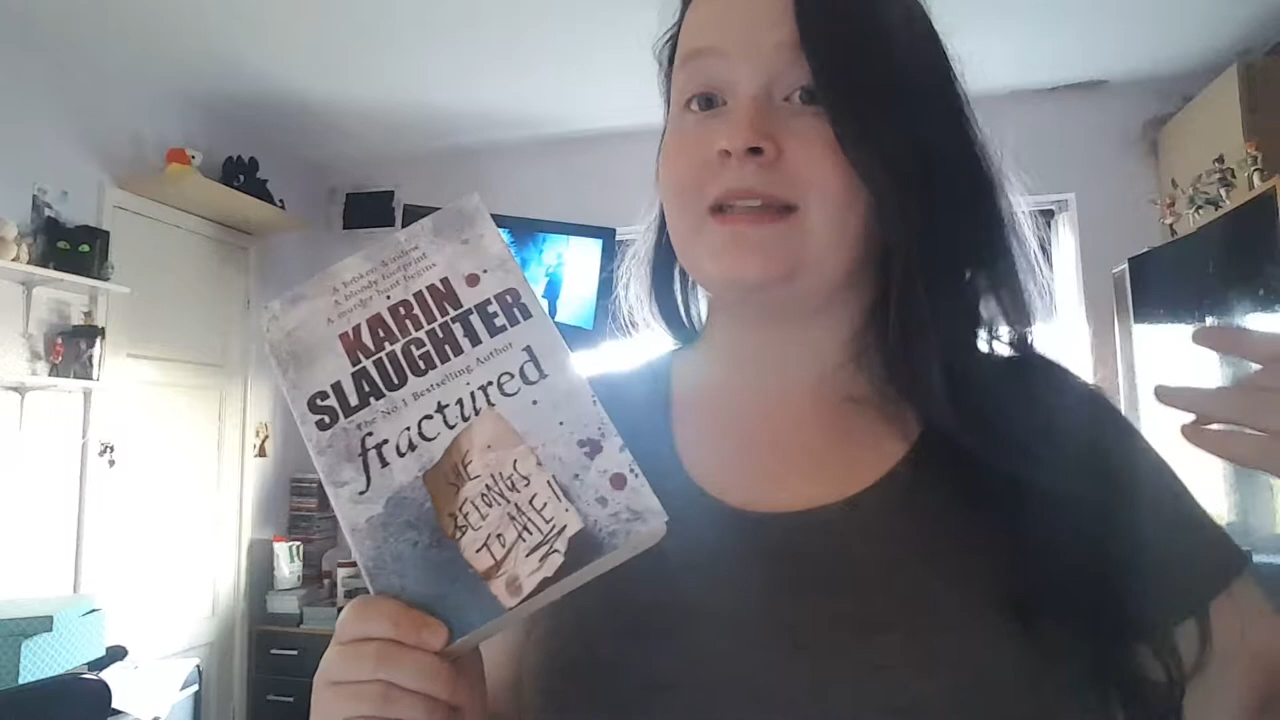 A broken window
A bloody footprint
A murder hunt begins
KARIN
SLAUGHTER
The No.1 Bestselling Author
fractured
SHE
BELONGS
TO ME!!